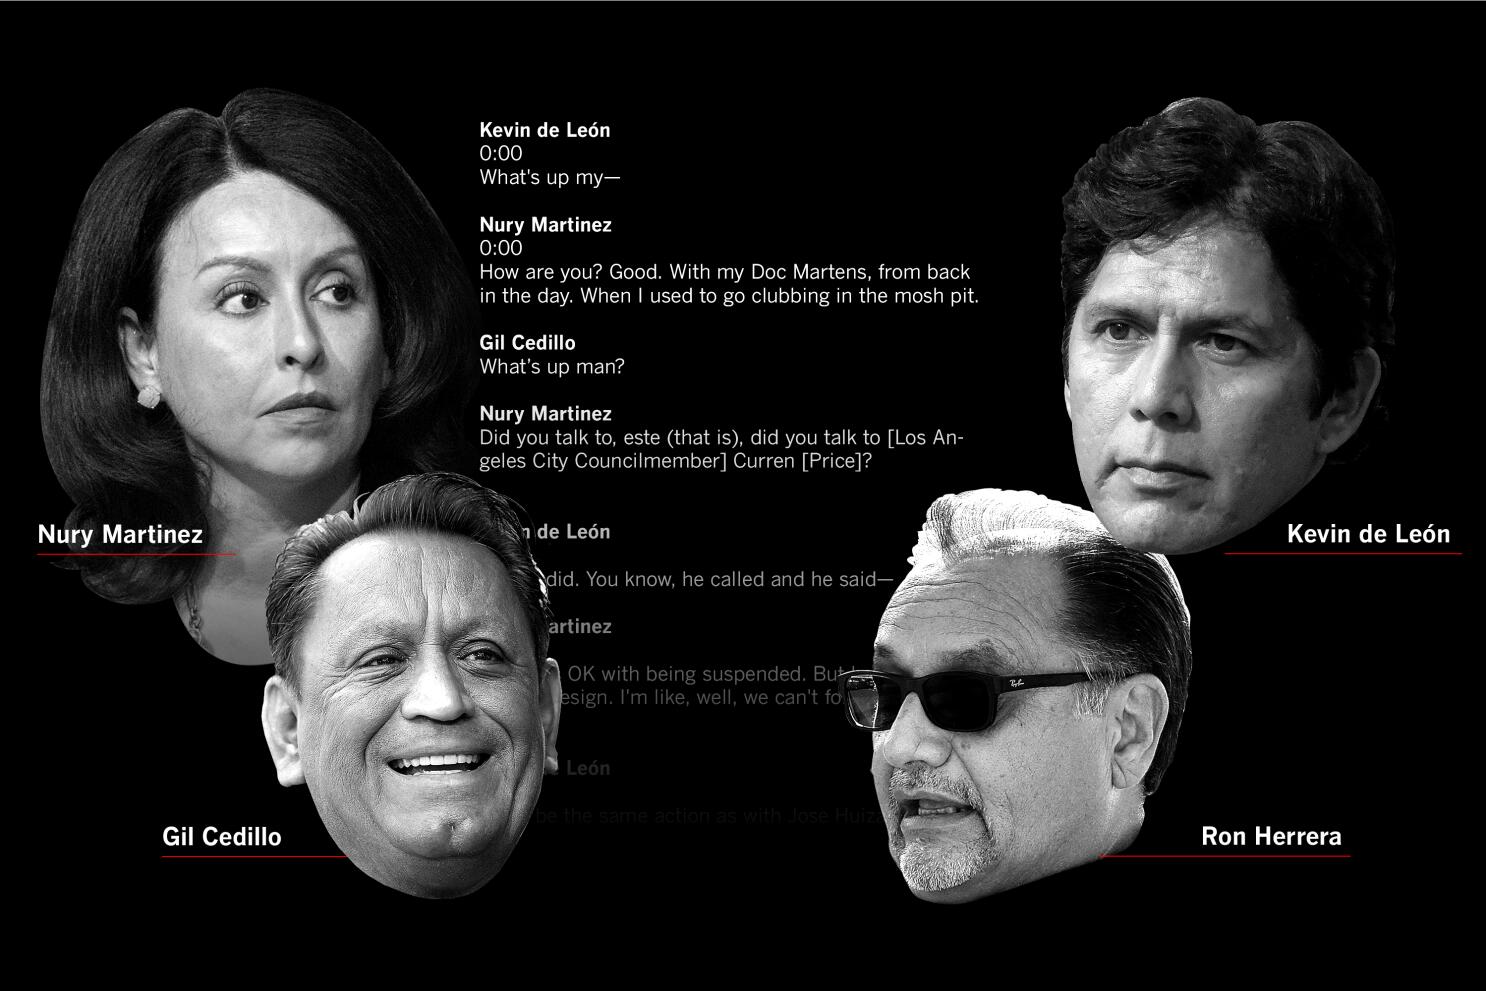 Kevin de León
0:00
What's up my—
Nury Martinez
0:00
How are you? Good. With my Doc Martens, from back
in the day. When I used to go clubbing in the mosh pit.
Gil Cedillo
What’s up man?
Nury Martinez
Did you talk to, este (that is), did you talk to [Los An-
geles City Councilmember] Curren [Price]?
de León
did. You know, he called and he said—
artinez
OK with being suspended. But
esign. I'm like, well, we can't fo
León
be the same action as with Jose Huiz
Nury Martinez
Kevin de León
Gil Cedillo
Ron Herrera
Ray-Ban